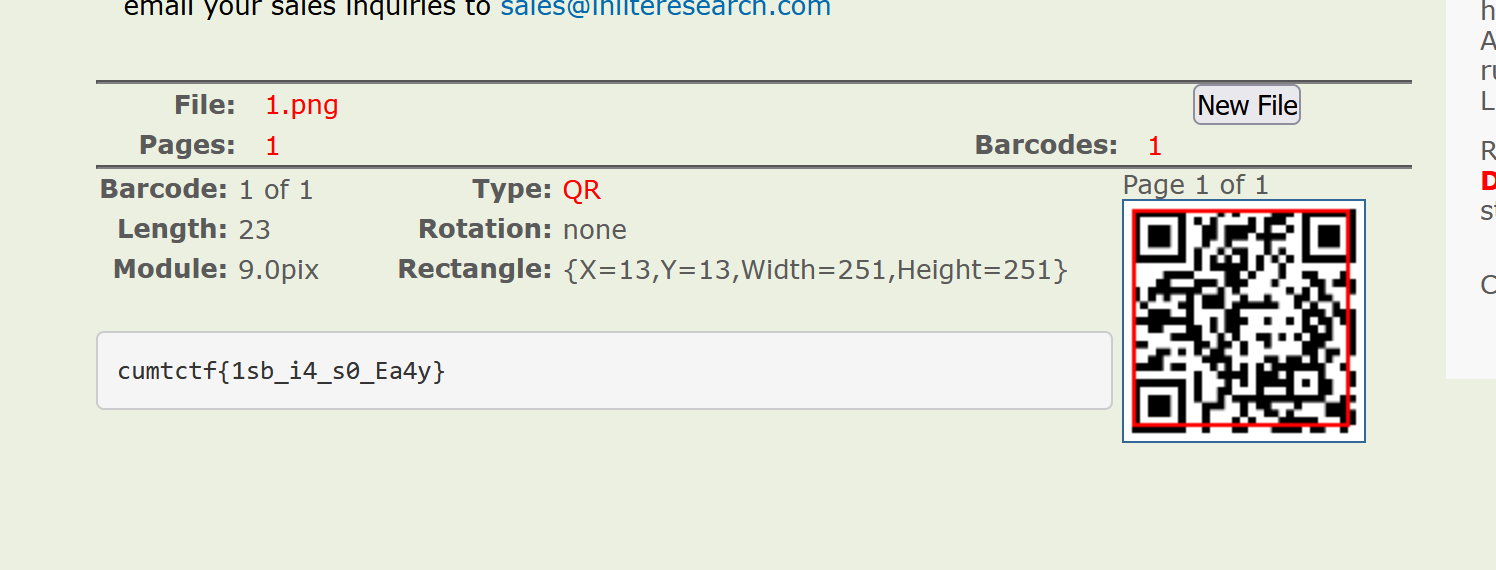 email your sales inquiries to sales@inliteresearch.com
File: 1.png New File
Pages: 1 Barcodes: 1
Barcode: 1 of 1 Type: QR Page 1 of 1
Length: 23 Rotation: none
Module: 9.0pix Rectangle: {X=13,Y=13,Width=251,Height=251}
cumtctf{1sb_i4_s0_Ea4y}